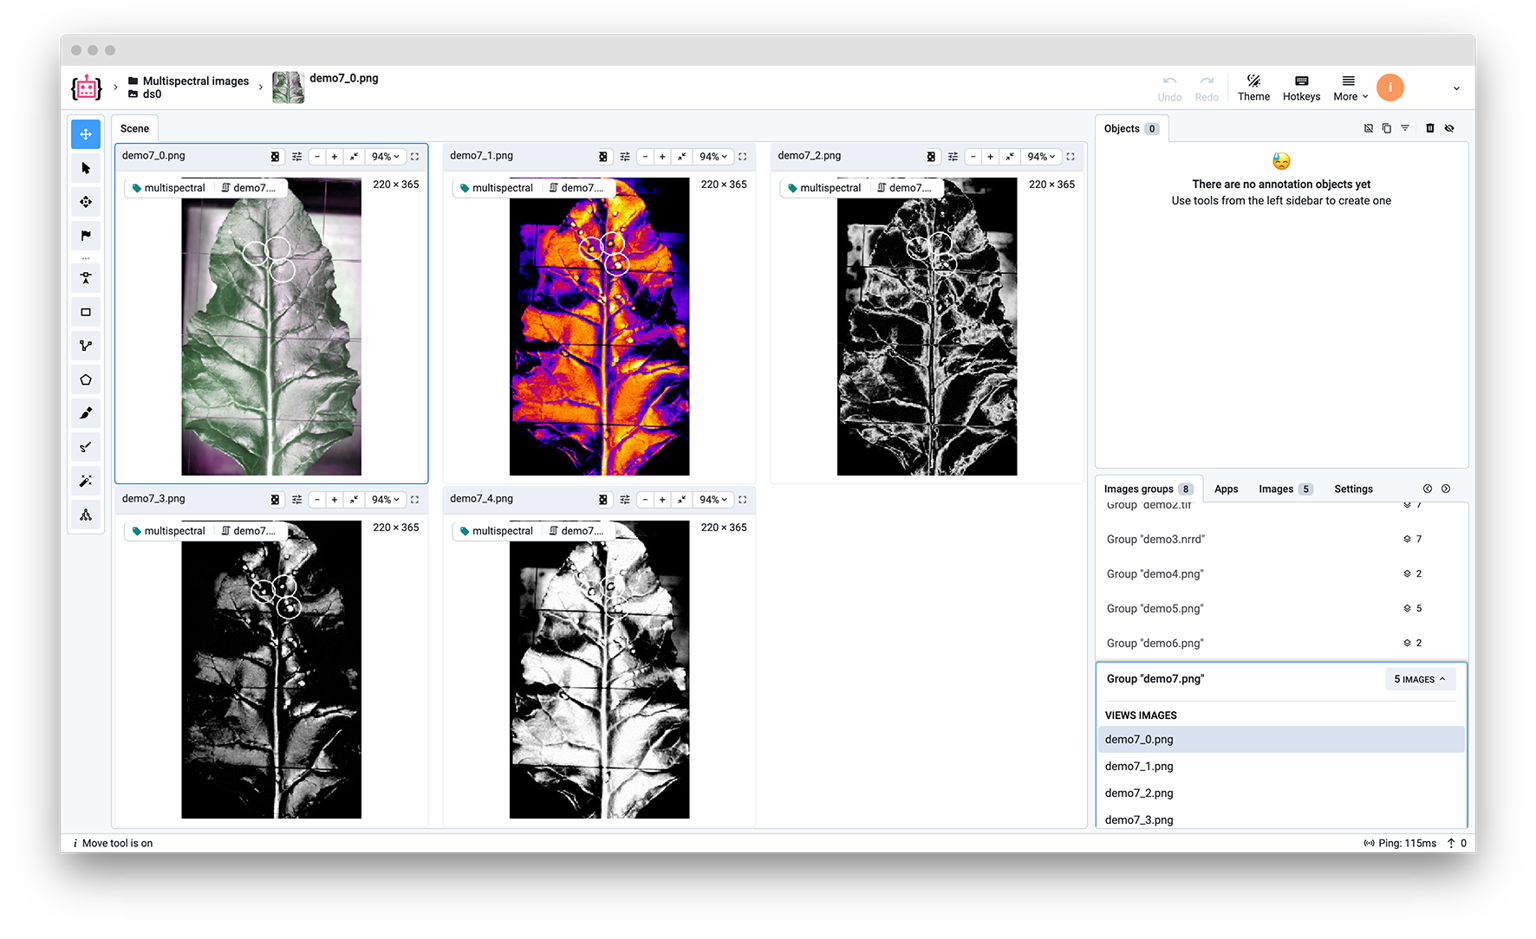 Multispectral images
ds0
demo7_0.png
Undo
Redo
Theme
Hotkeys
More
i
Scene
demo7_0.png
94%
multispectral
demo7....
220 × 365
demo7_1.png
94%
multispectral
demo7....
220 × 365
demo7_2.png
94%
multispectral
demo7....
220 × 365
demo7_3.png
94%
multispectral
demo7....
220 × 365
demo7_4.png
94%
multispectral
demo7....
220 × 365
Objects 0
There are no annotation objects yet
Use tools from the left sidebar to create one
Images groups 8
Apps
Images 5
Settings
Group "demo2.tif" 7
Group "demo3.nrrd" 7
Group "demo4.png" 2
Group "demo5.png" 5
Group "demo6.png" 2
Group "demo7.png" 5 IMAGES
VIEWS IMAGES
demo7_0.png
demo7_1.png
demo7_2.png
demo7_3.png
i Move tool is on
Ping: 115ms
0